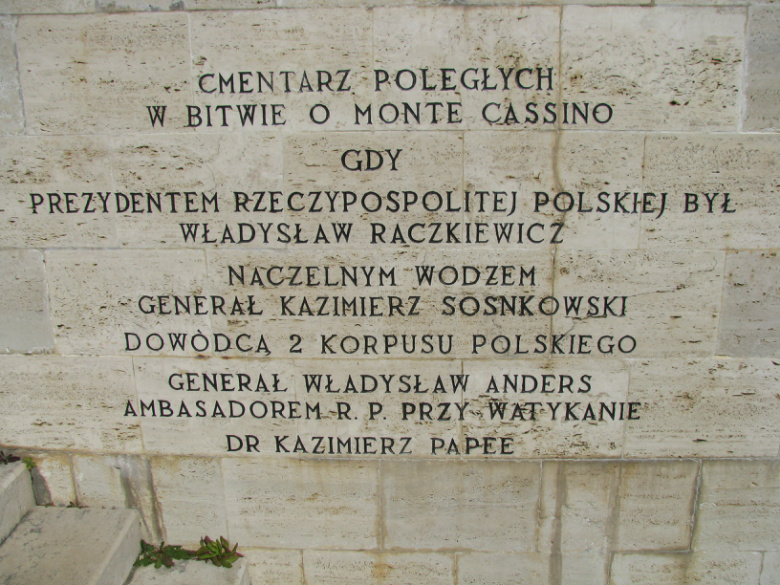 CMENTARZ POLEGŁYCH
W BITWIE O MONTE CASSINO
GDY
PREZYDENTEM RZECZYPOSPOLITEJ POLSKIEJ BYŁ
WŁADYSŁAW RACZKIEWICZ
NACZELNYM WODZEM
GENERAŁ KAZIMIERZ SOSNKOWSKI
DOWÒDCĄ 2 KORPUSU POLSKIEGO
GENERAŁ WŁADYSŁAW ANDERS
AMBASADOREM R. P. PRZY WATYKANIE
DR KAZIMIERZ PAPEE